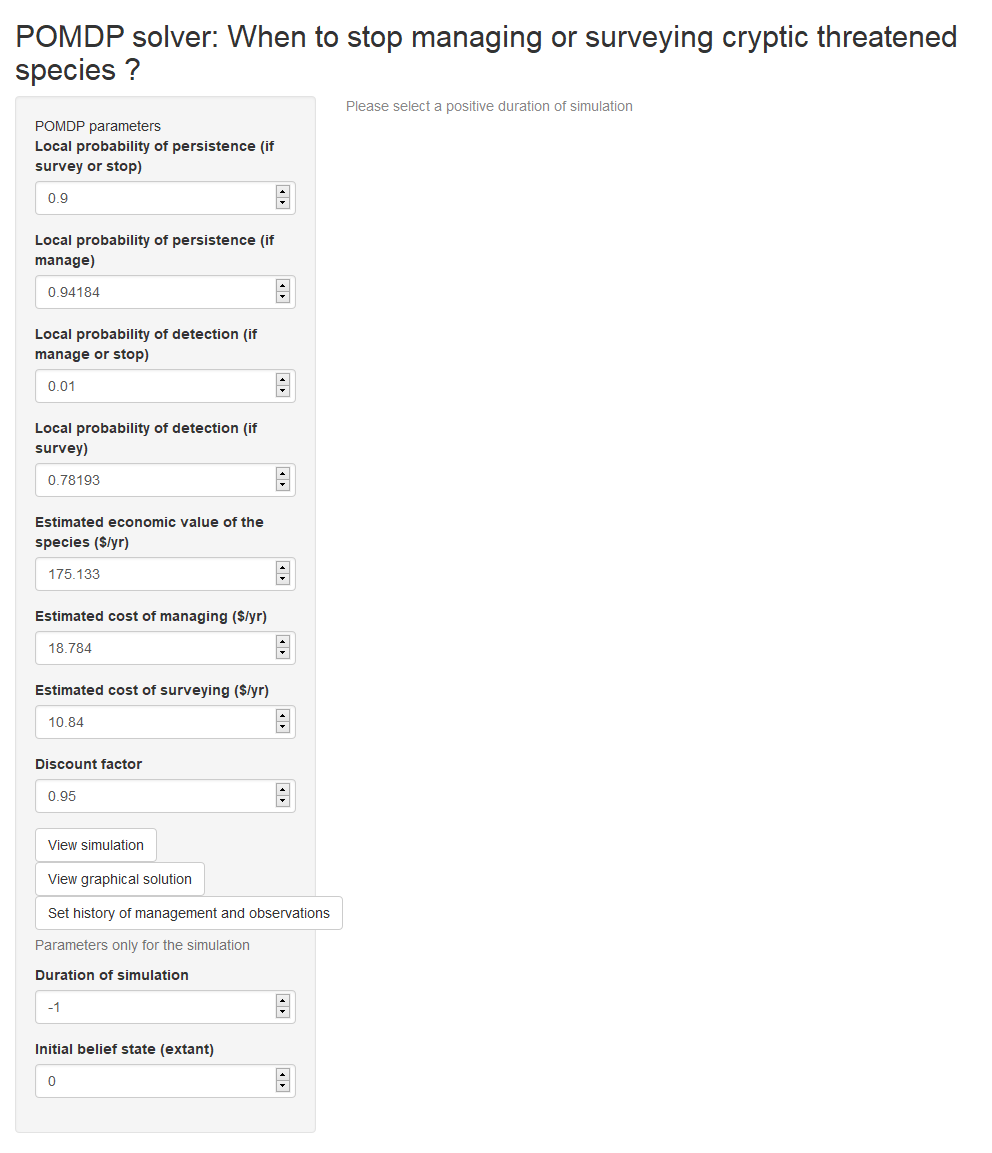 POMDP solver: When to stop managing or surveying cryptic threatened
species ?
Please select a positive duration of simulation
POMDP parameters
Local probability of persistence (if
survey or stop)
0.9
Local probability of persistence (if
manage)
0.94184
Local probability of detection (if
manage or stop)
0.01
Local probability of detection (if
survey)
0.78193
Estimated economic value of the
species ($/yr)
175.133
Estimated cost of managing ($/yr)
18.784
Estimated cost of surveying ($/yr)
10.84
Discount factor
0.95
View simulation
View graphical solution
Set history of management and observations
Parameters only for the simulation
Duration of simulation
-1
Initial belief state (extant)
0